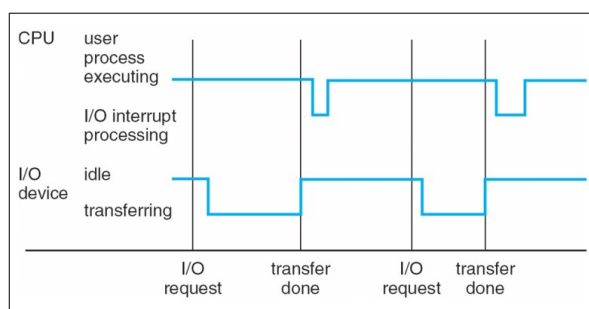 CPU
user
process
executing
I/O interrupt
processing
I/O
device
idle
transferring
I/O
request
transfer
done
I/O
request
transfer
done